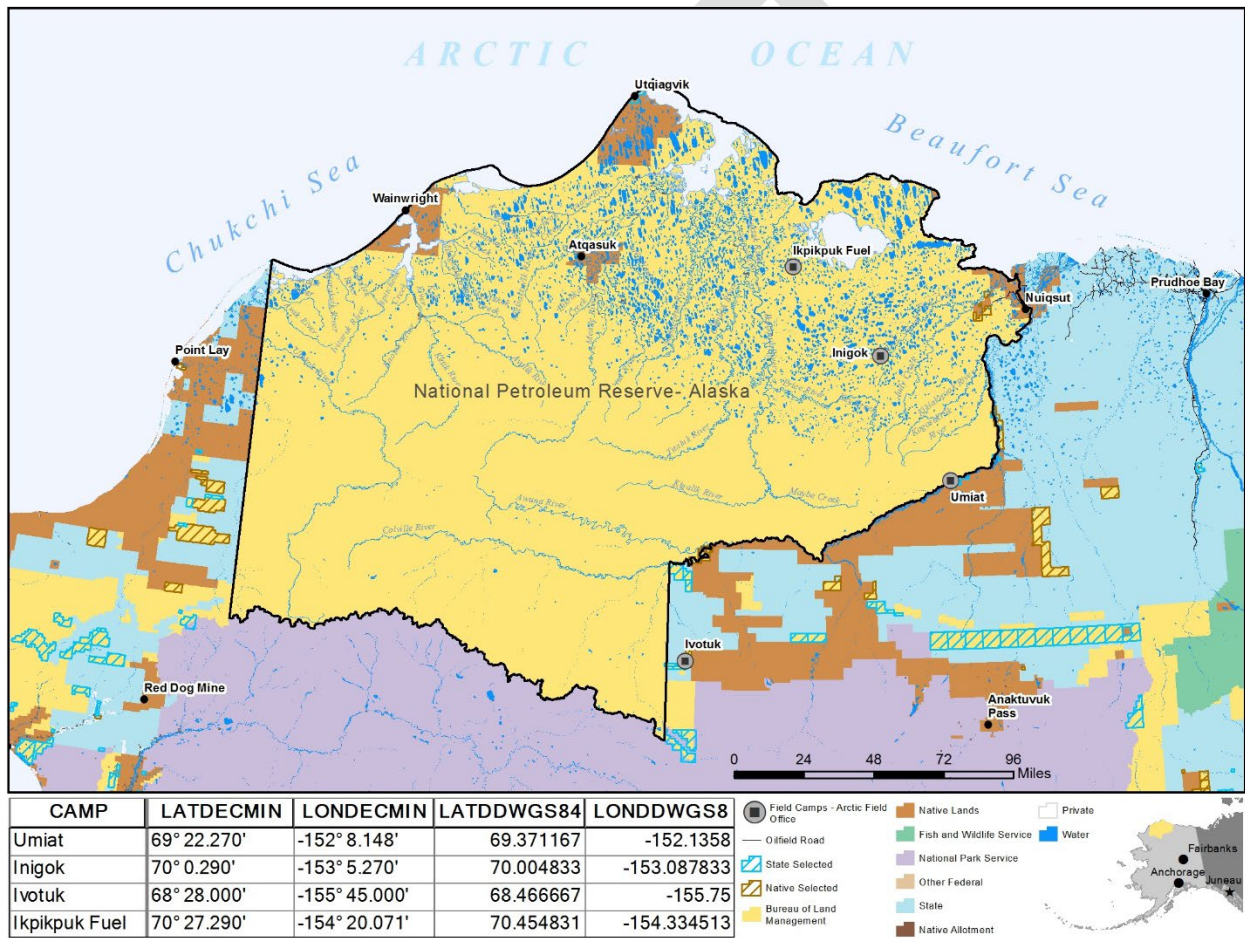 ARCTIC OCEAN
Utqiagvik
Beaufort Sea
Chukchi Sea
Wainwright
Atqasuk
Ikpikpuk Fuel
Prudhoe Bay
Nuiqsut
Point Lay
Inigok
National Petroleum Reserve- Alaska
Kigalik River
Maybe Creek
Umiat
Awuna River
Colville River
Ivotuk
Red Dog Mine
Anaktuvuk
Pass
0 24 48 72 96
Miles
CAMP LATDECMIN LONDECMIN LATDDWGS84 LONDDWGS8
Umiat 69° 22.270' -152° 8.148' 69.371167 -152.1358
Inigok 70° 0.290' -153° 5.270' 70.004833 -153.087833
Ivotuk 68° 28.000' -155° 45.000' 68.466667 -155.75
Ikpikpuk Fuel 70° 27.290' -154° 20.071' 70.454831 -154.334513
Field Camps - Arctic Field
Office
Oilfield Road
State Selected
Native Selected
Bureau of Land
Management
Native Lands
Fish and Wildlife Service
National Park Service
Other Federal
State
Native Allotment
Private
Water
Fairbanks
Anchorage
Juneau